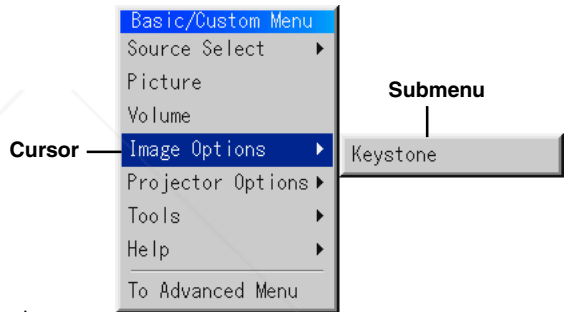 Basic/Custom Menu
Source Select
Picture
Volume
Submenu
Cursor
Image Options
Keystone
Projector Options
Tools
Help
To Advanced Menu